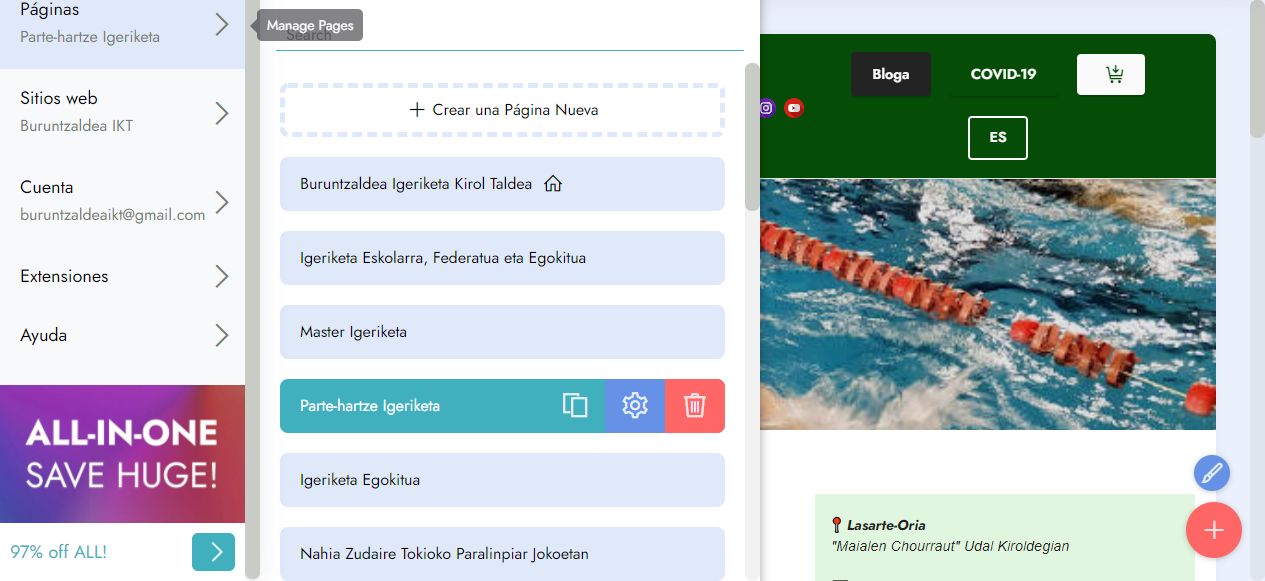 Páginas
Parte-hartze Igeriketa
Manage Pages
Search
Sitios web
Buruntzaldea IKT
Cuenta
buruntzaldeaikt@gmail.com
Extensiones
Ayuda
ALL-IN-ONE
SAVE HUGE!
97% off ALL!
Crear una Página Nueva
Buruntzaldea Igeriketa Kirol Taldea
Igeriketa Eskolarra, Federatua eta Egokitua
Master Igeriketa
Parte-hartze Igeriketa
Igeriketa Egokitua
Nahia Zudaire Tokioko Paralinpiar Jokoetan
Bloga
COVID-19
ES
Lasarte-Oria
"Maialen Chourraut" Udal Kiroldegian